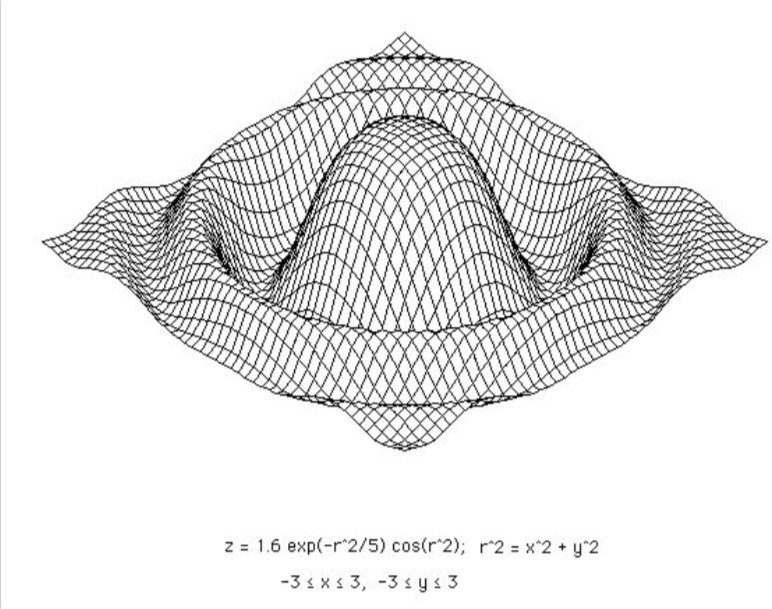 z = 1.6 exp(-r^2/5) cos(r^2);  r^2 = x^2 + y^2
-3 ≤ x ≤ 3,  -3 ≤ y ≤ 3